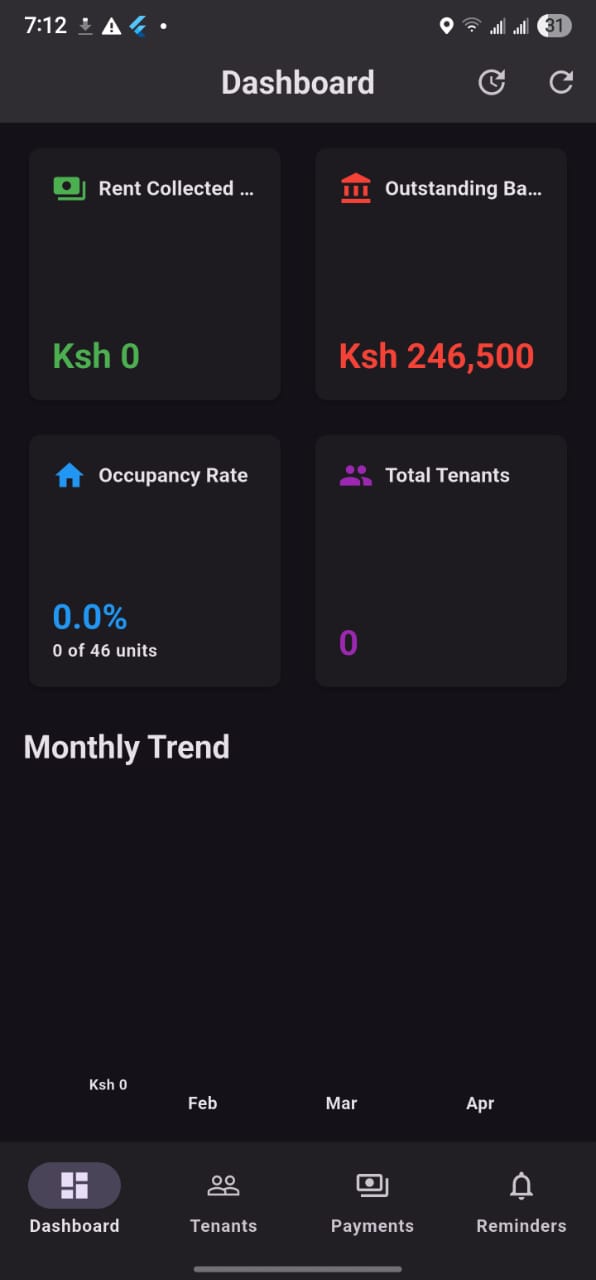 7:12
31
Dashboard
Rent Collected ...
Outstanding Ba...
Ksh 0
Ksh 246,500
Occupancy Rate
Total Tenants
0.0%
0 of 46 units
0
Monthly Trend
Ksh 0
Feb
Mar
Apr
Dashboard
Tenants
Payments
Reminders